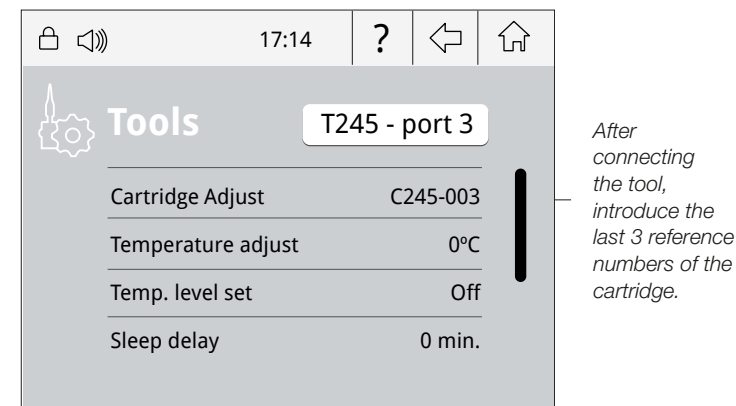 17:14
?
Tools
T245 - port 3
Cartridge Adjust C245-003
Temperature adjust 0ºC
Temp. level set Off
Sleep delay 0 min.
After
connecting
the tool,
introduce the
last 3 reference
numbers of the
cartridge.